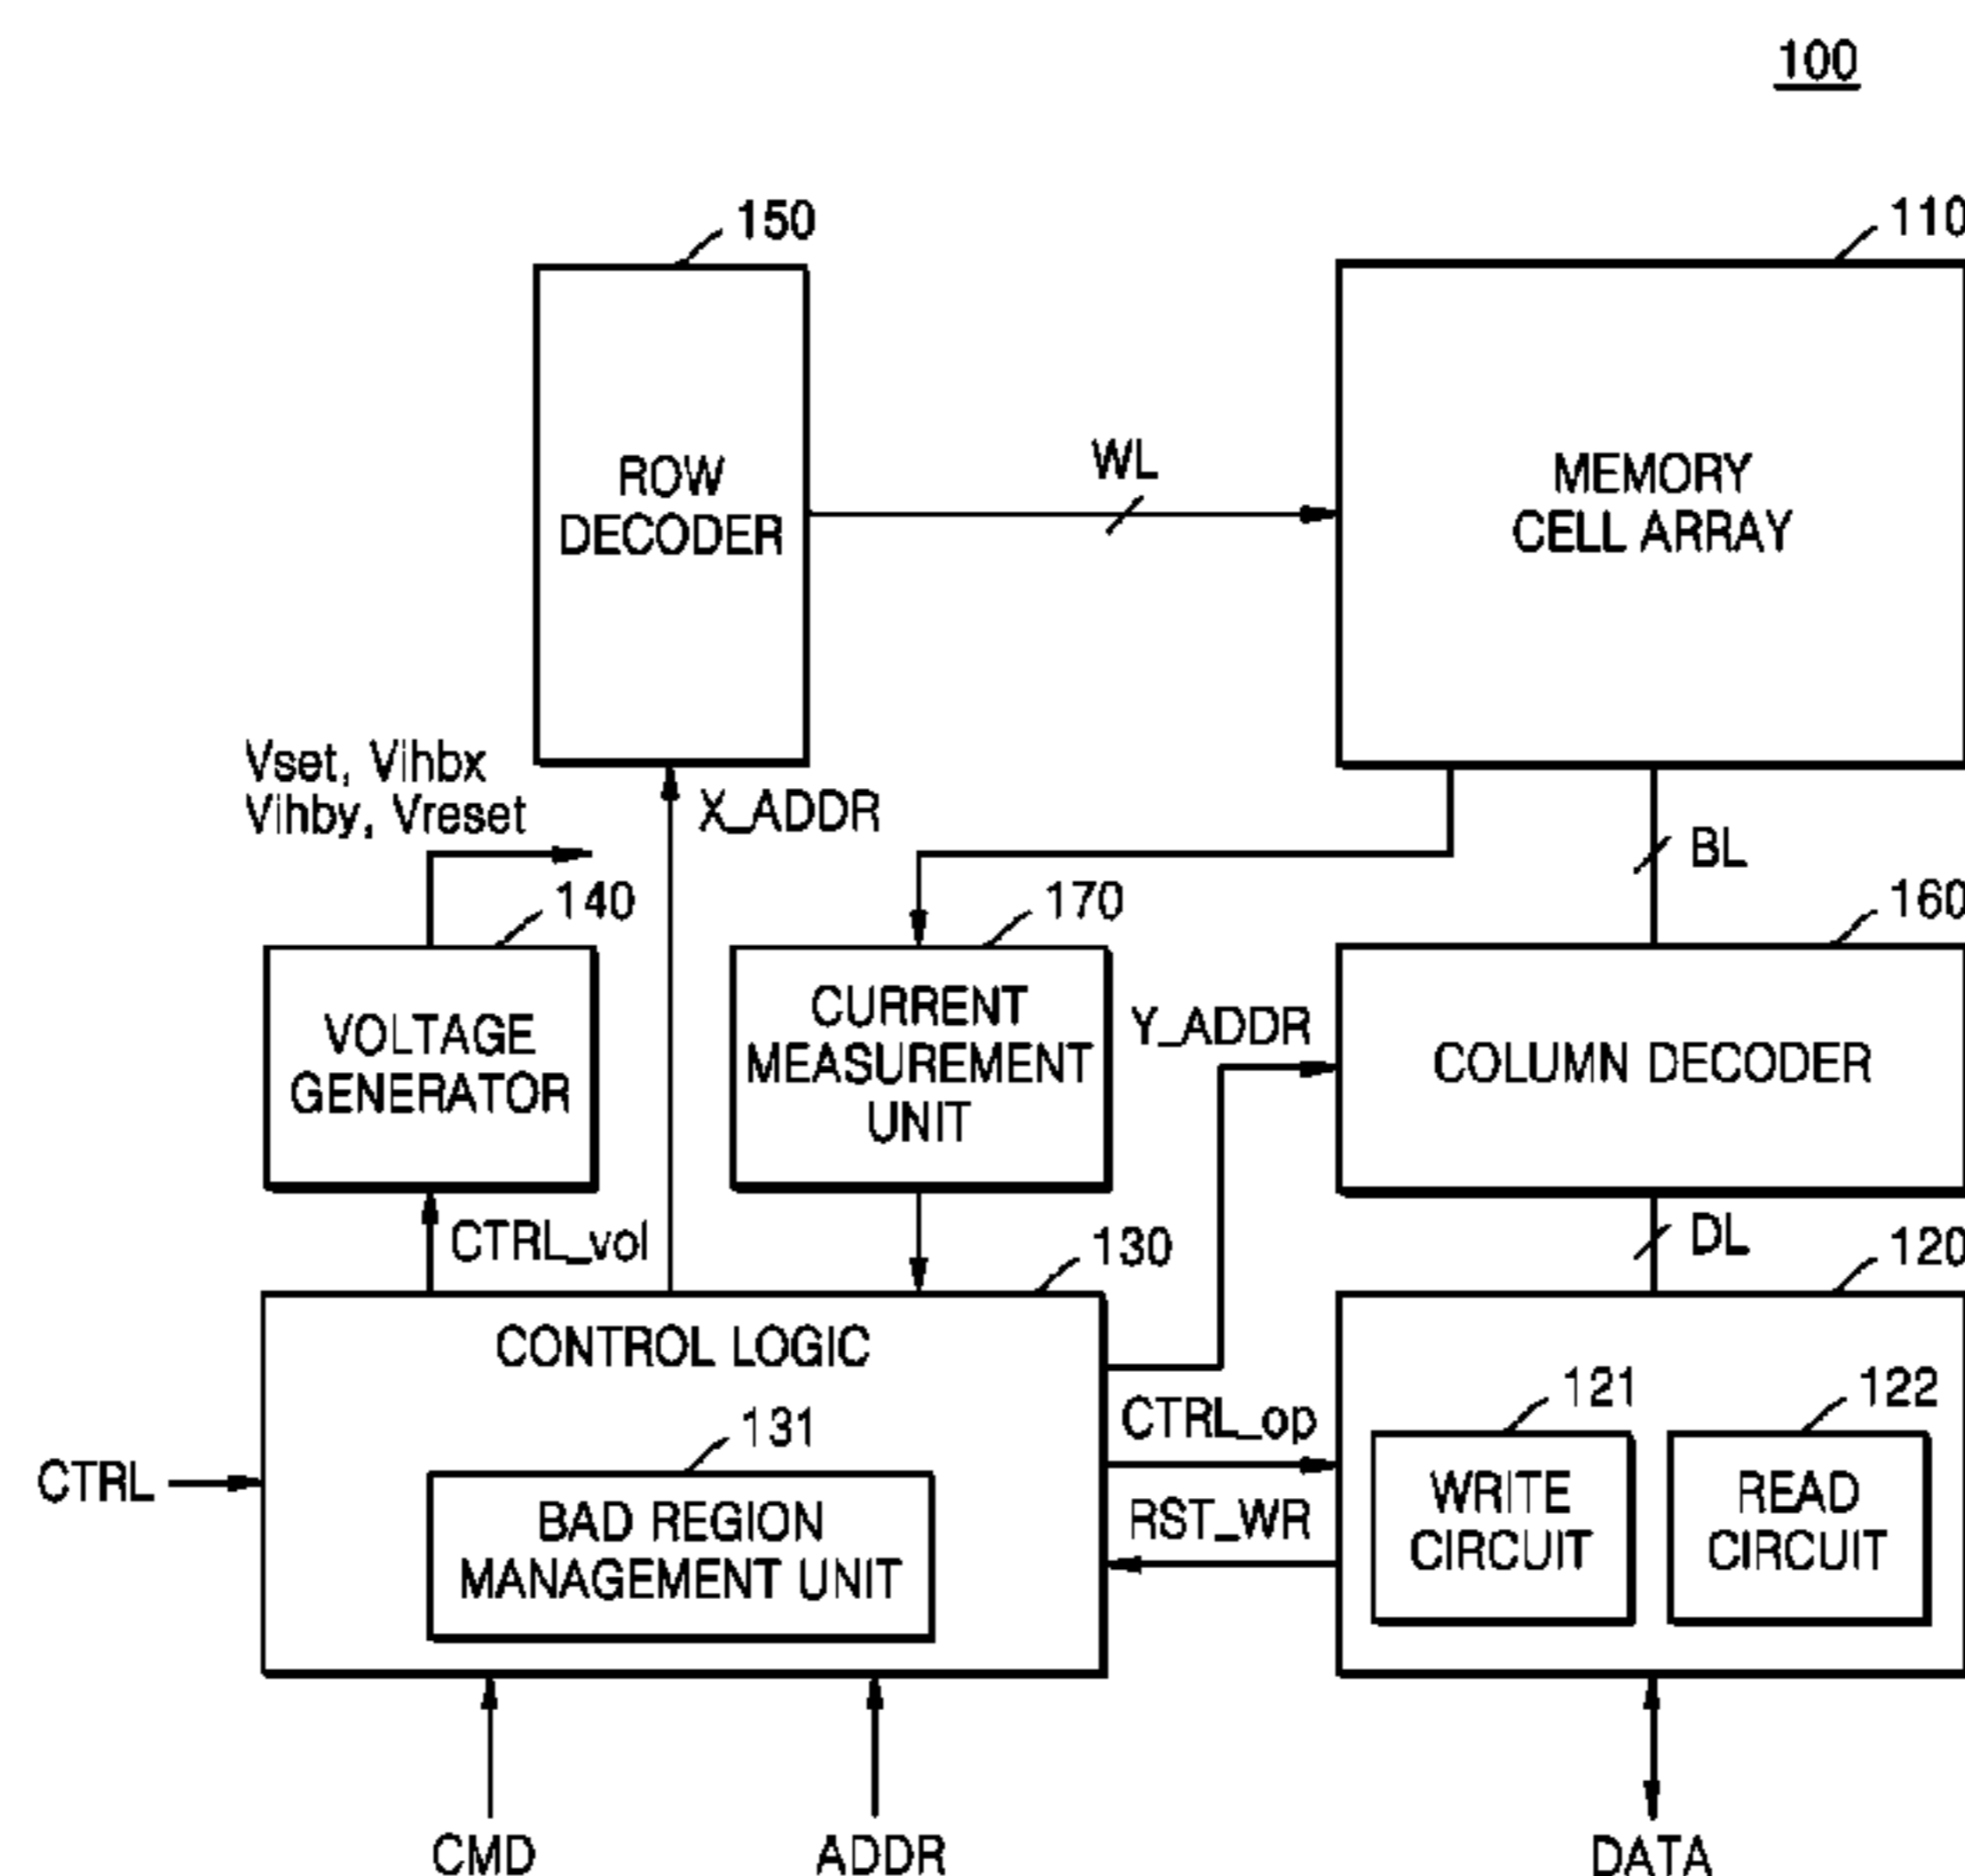 100
150
110
ROW
DECODER
WL
MEMORY
CELL ARRAY
Vset, Vihbx
Vihby, Vreset
X_ADDR
BL
140
170
160
VOLTAGE
GENERATOR
CURRENT
MEASUREMENT
UNIT
Y_ADDR
COLUMN DECODER
CTRL_vol
130
DL
120
CONTROL LOGIC
131
BAD REGION
MANAGEMENT UNIT
CTRL
CTRL_op
RST_WR
121
122
WRITE
CIRCUIT
READ
CIRCUIT
CMD
ADDR
DATA